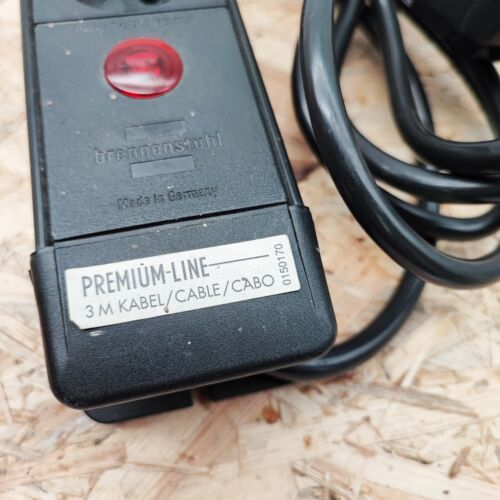 brennenstuhl
Made in Germany
PREMIUM-LINE
3 M KABEL/CABLE/CABO
0150170